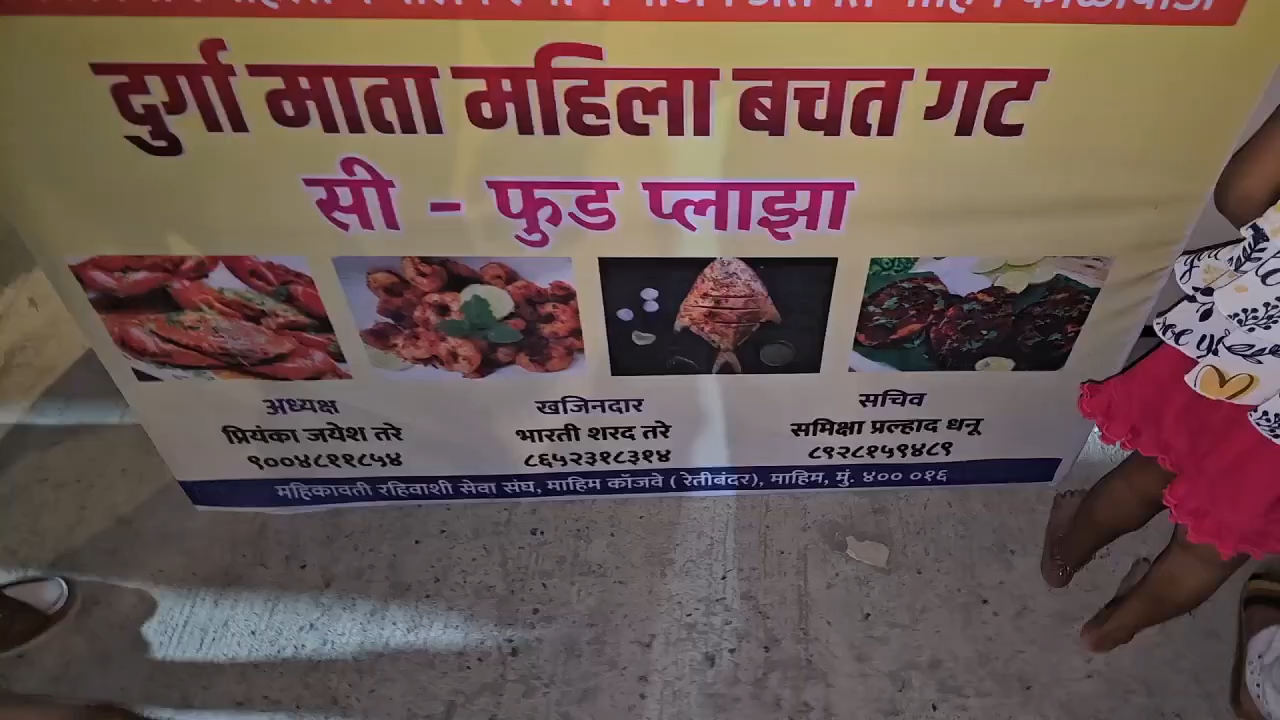 दुर्गा माता महिला बचत गट
सी - फुड प्लाझा
अध्यक्ष खजिनदार सचिव
प्रियंका जयेश तरे भारती शरद तरे समिक्षा प्रल्हाद धनू
९००४८११८५४ ८६५२३१८३१४ ८९२८१५९४८९
महिकावती रहिवाशी सेवा संघ, माहिम कॉजवे ( रेतीबंदर), माहिम, मुं. ४०० ०१६